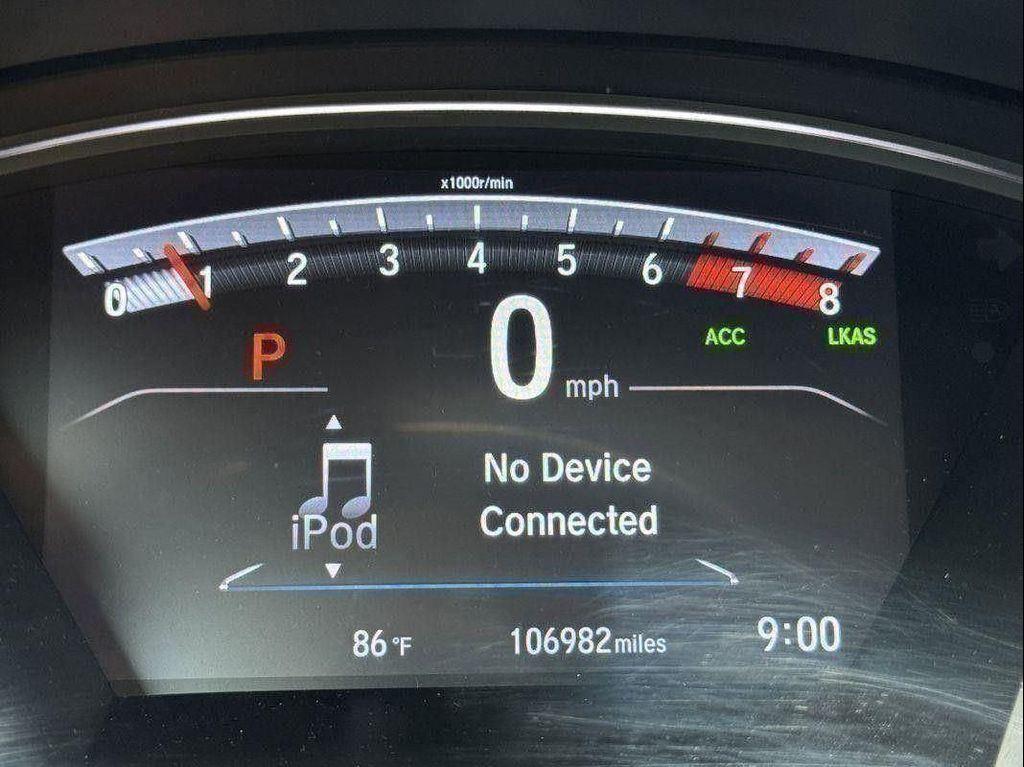 x1000r/min
0 1 2 3 4 5 6 7 8
P 0 mph ACC LKAS
iPod
No Device
Connected
86°F 106982 miles 9:00